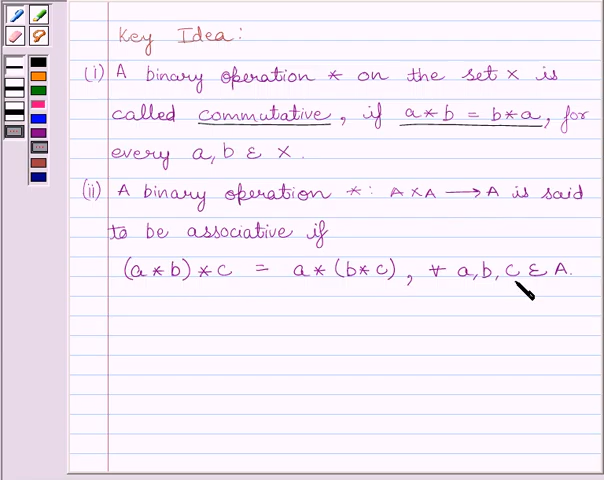 Key Idea:
(i) A binary operation * on the set X is
called commutative, if a*b = b*a, for
every a, b ε X.
(ii) A binary operation *: A×A ⟶ A is said
to be associative if
(a*b)*c = a*(b*c), ∀ a, b, c ε A.